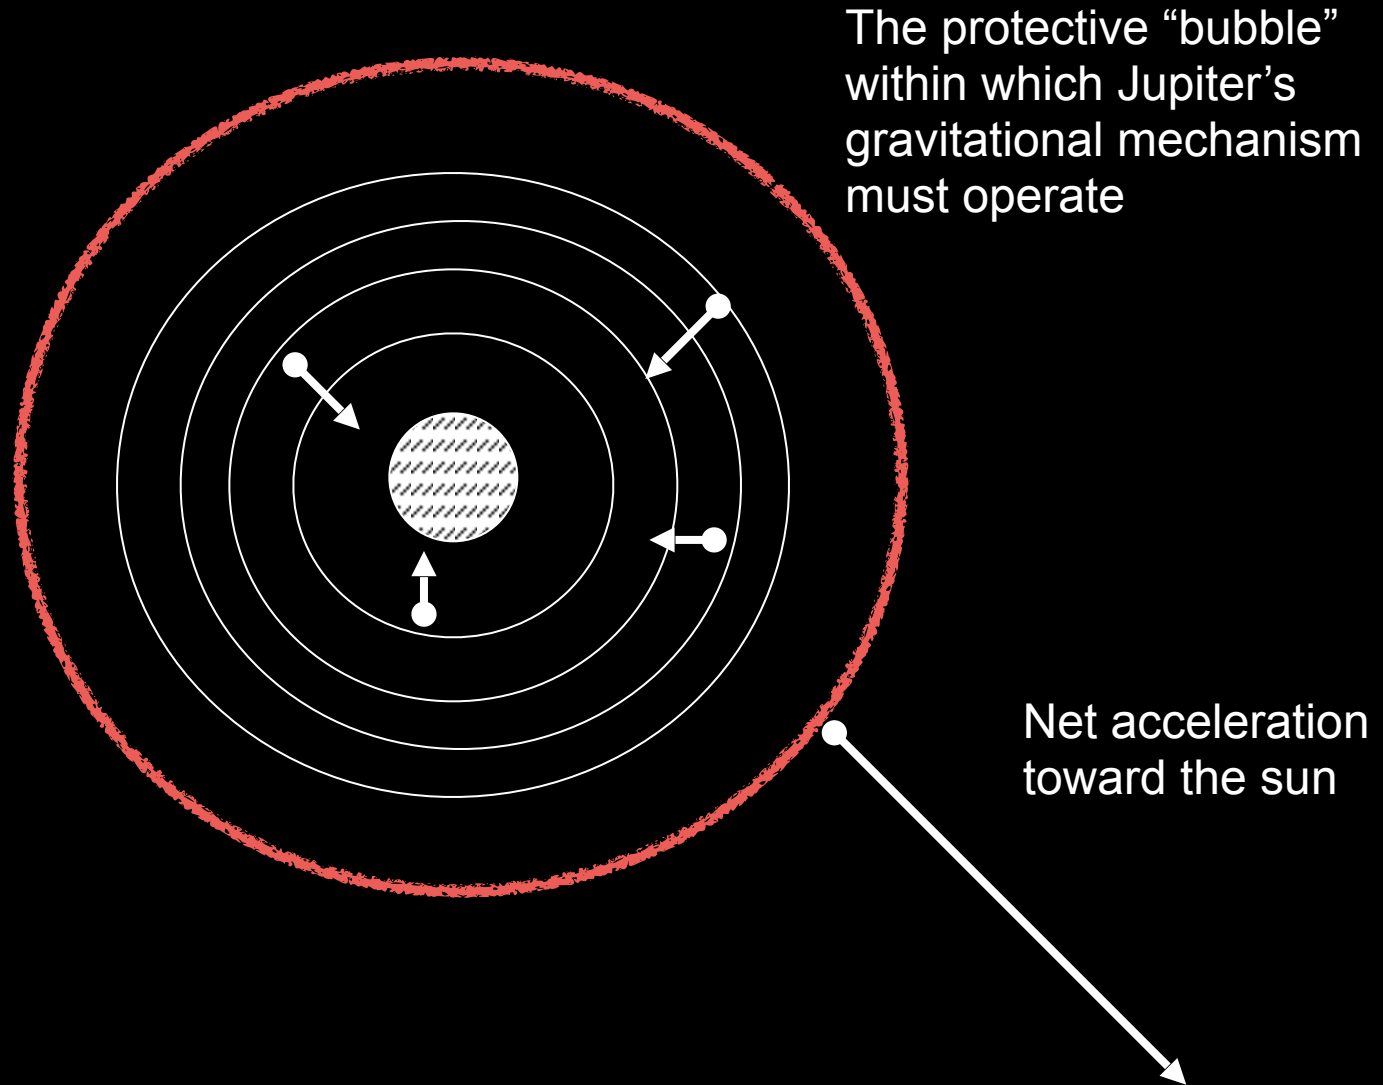 The protective “bubble”
within which Jupiter’s
gravitational mechanism
must operate
Net acceleration
toward the sun